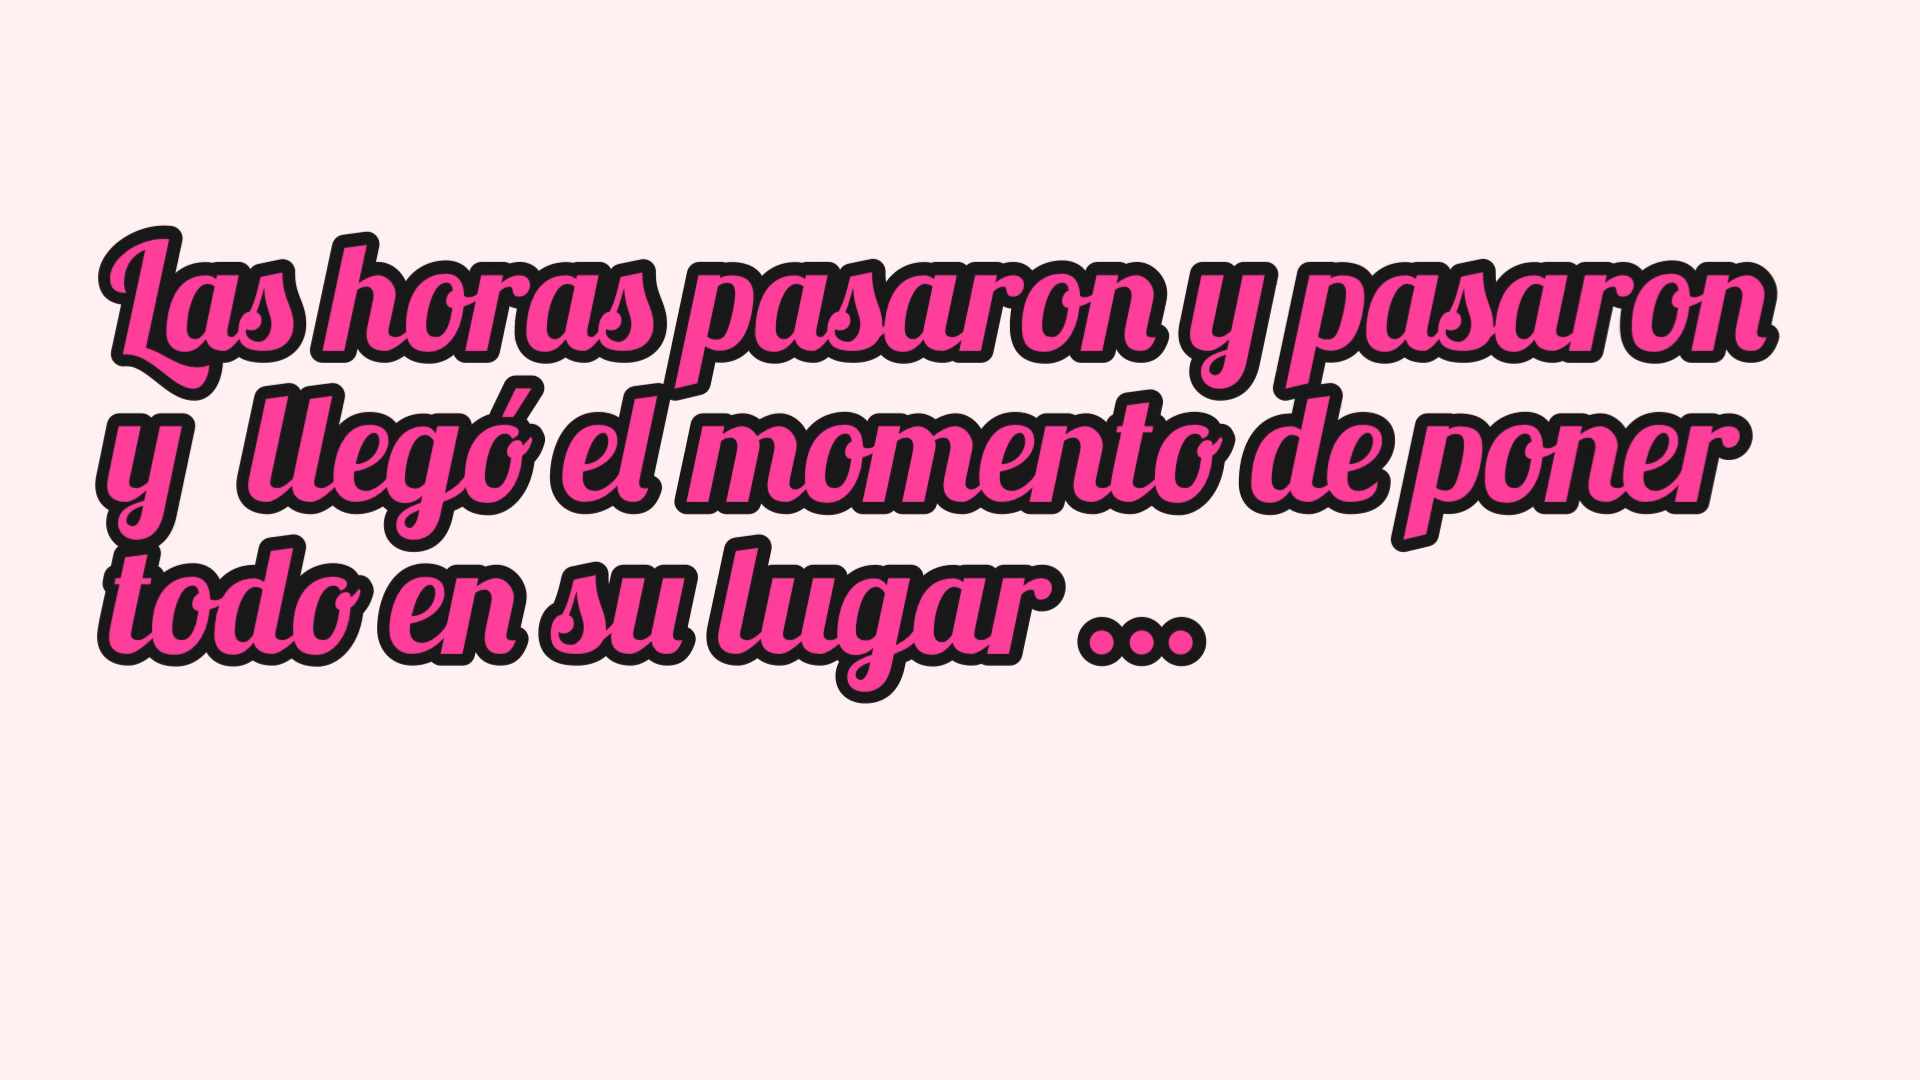 Las horas pasaron y pasaron
y  llegó el momento de poner
todo en su lugar ...